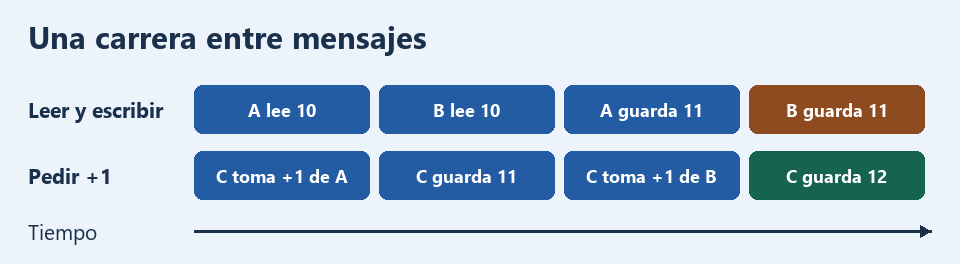 Una carrera entre mensajes
Leer y escribir A lee 10 B lee 10 A guarda 11 B guarda 11
Pedir +1 C toma +1 de A C guarda 11 C toma +1 de B C guarda 12
Tiempo